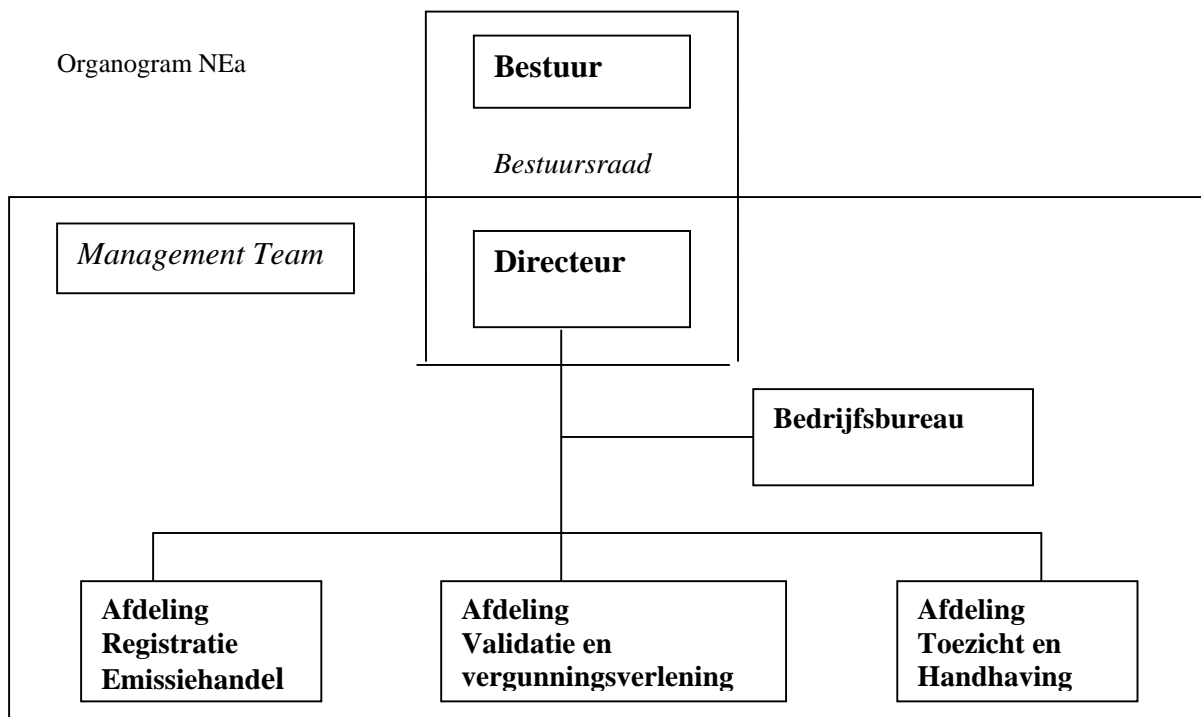 Organogram NEa
Bestuur
Bestuursraad
Management Team
Directeur
Bedrijfsbureau
Afdeling
Registratie
Emissiehandel
Afdeling
Validatie en
vergunningsverlening
Afdeling
Toezicht en
Handhaving